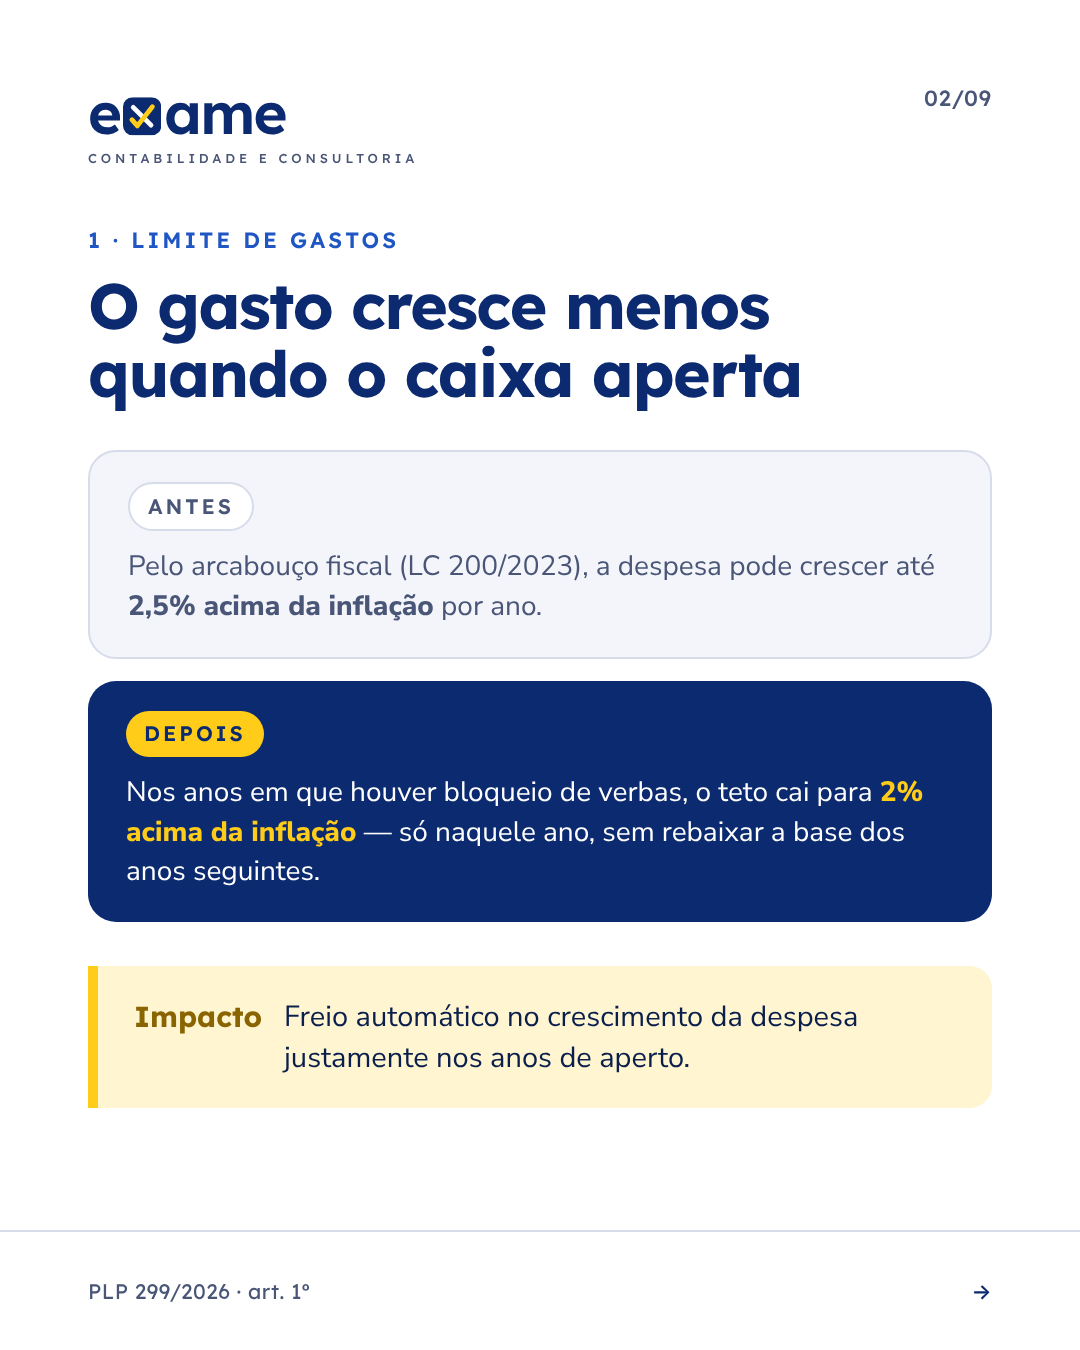 exame
CONTABILIDADE E CONSULTORIA
02/09
1 · LIMITE DE GASTOS
O gasto cresce menos
quando o caixa aperta
ANTES
Pelo arcabouço fiscal (LC 200/2023), a despesa pode crescer até
2,5% acima da inflação por ano.
DEPOIS
Nos anos em que houver bloqueio de verbas, o teto cai para 2%
acima da inflação — só naquele ano, sem rebaixar a base dos
anos seguintes.
Impacto Freio automático no crescimento da despesa
justamente nos anos de aperto.
PLP 299/2026 · art. 1º
→